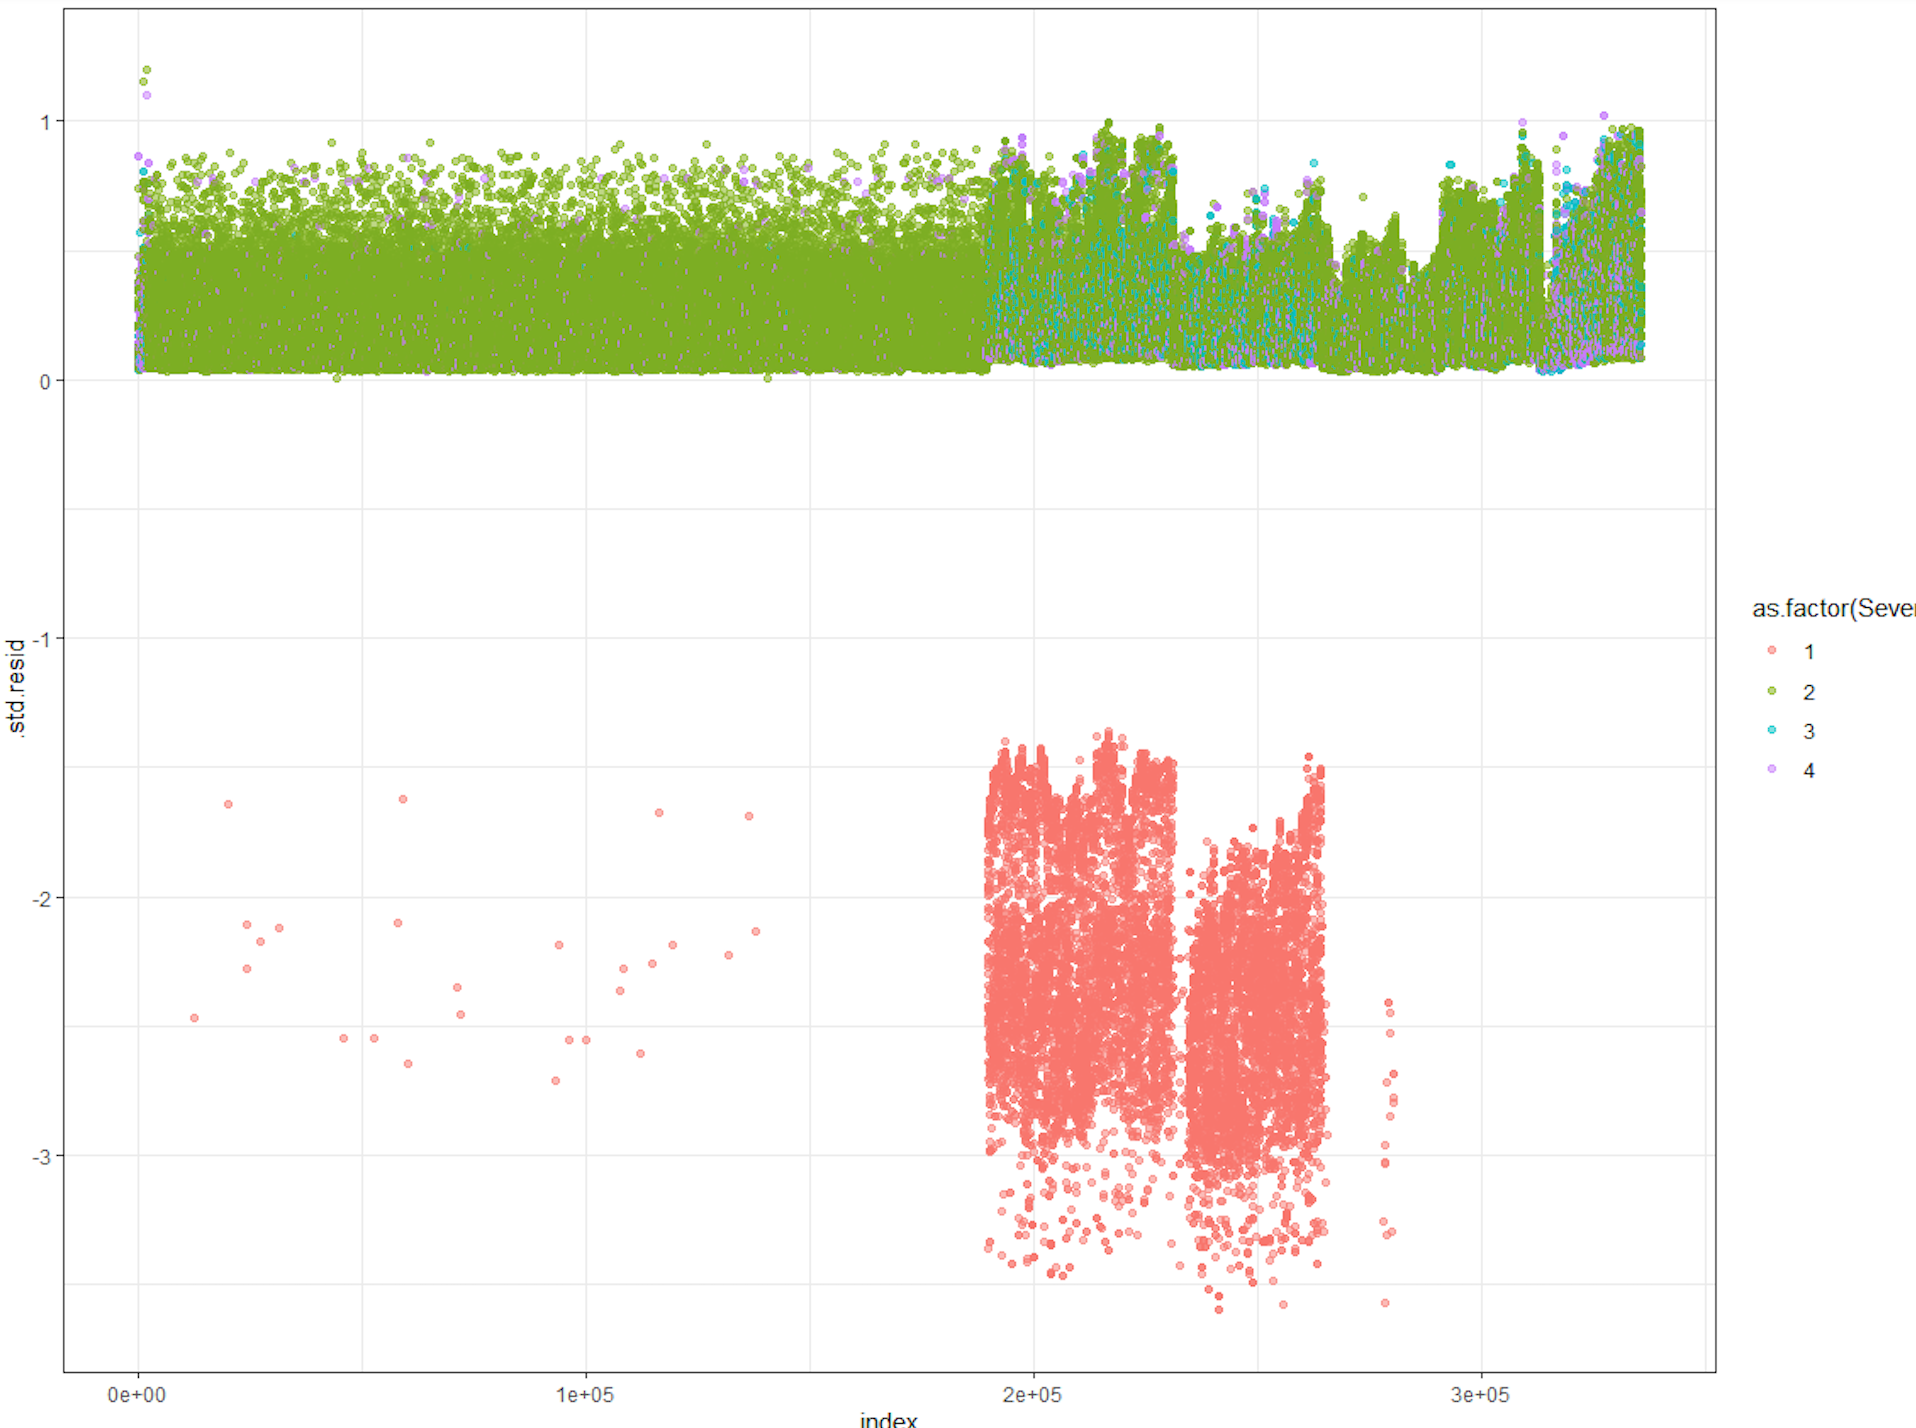 1
0
-1
-2
-3
.std.resid
0e+00
1e+05
2e+05
3e+05
index
as.factor(Sever
1
2
3
4